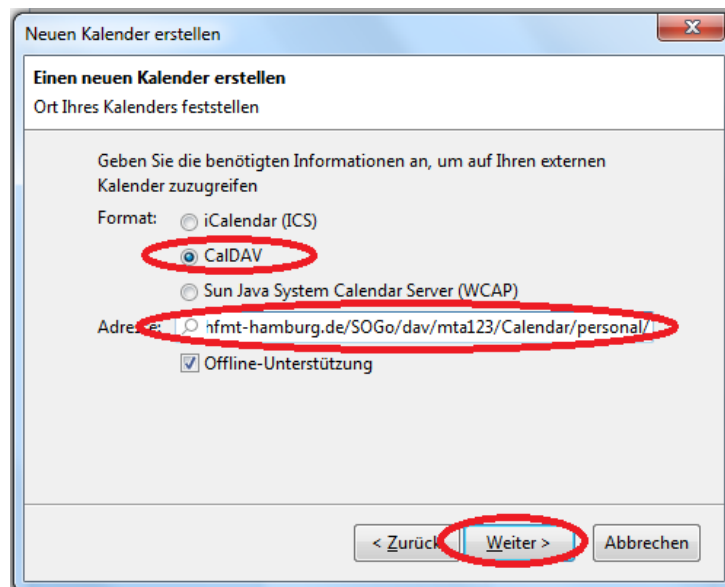 Neuen Kalender erstellen
Einen neuen Kalender erstellen
Ort Ihres Kalenders feststellen
Geben Sie die benötigten Informationen an, um auf Ihren externen
Kalender zuzugreifen
Format: iCalendar (ICS)
CalDAV
Sun Java System Calendar Server (WCAP)
Adresse: hfmt-hamburg.de/SOGo/dav/mta123/Calendar/personal/
Offline-Unterstützung
< Zurück Weiter > Abbrechen